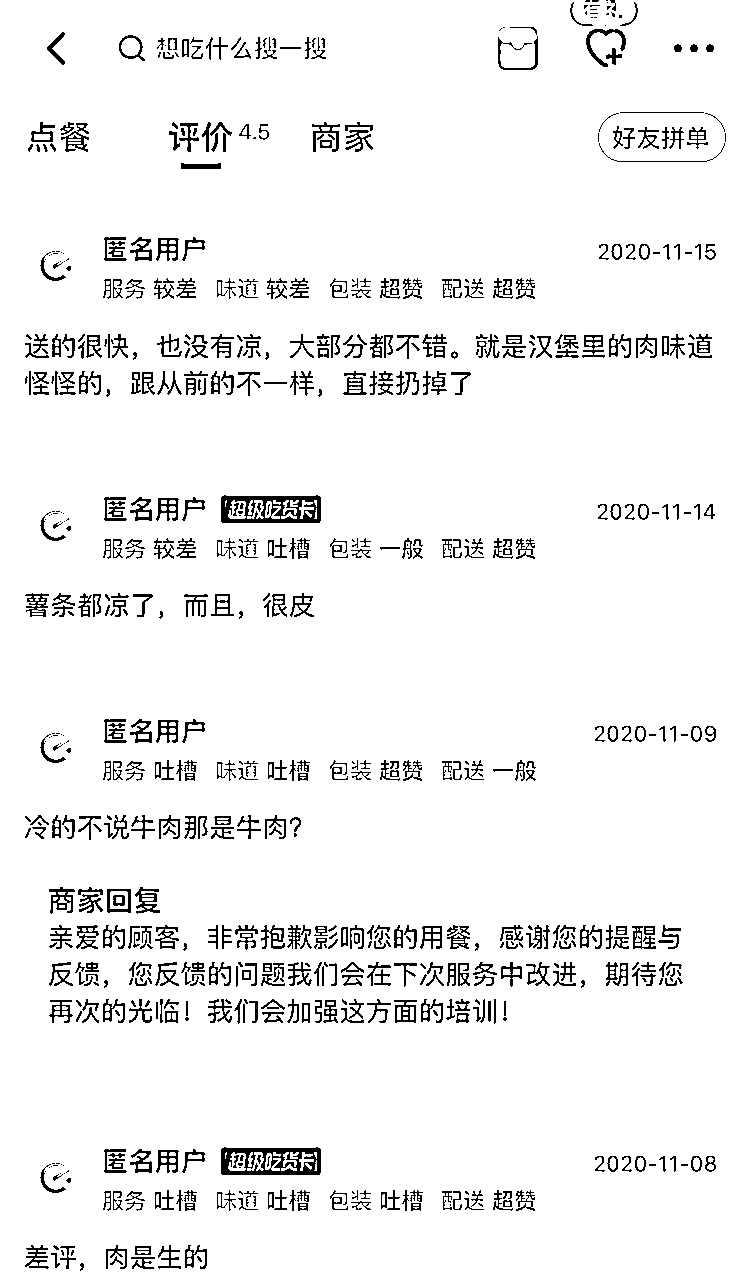 想吃什么搜一搜
点餐 评价 4.5 商家 好友拼单
匿名用户 2020-11-15
服务 较差 味道 较差 包装 超赞 配送 超赞
送的很快，也没有凉，大部分都不错。就是汉堡里的肉味道
怪怪的，跟从前的不一样，直接扔掉了
匿名用户 超级吃货卡 2020-11-14
服务 较差 味道 吐槽 包装 一般 配送 超赞
薯条都凉了，而且，很皮
匿名用户 2020-11-09
服务 吐槽 味道 吐槽 包装 超赞 配送 一般
冷的不说牛肉那是牛肉？
商家回复
亲爱的顾客，非常抱歉影响您的用餐，感谢您的提醒与
反馈，您反馈的问题我们会在下次服务中改进，期待您
再次的光临！我们会加强这方面的培训！
匿名用户 超级吃货卡 2020-11-08
服务 吐槽 味道 吐槽 包装 吐槽 配送 超赞
差评，肉是生的